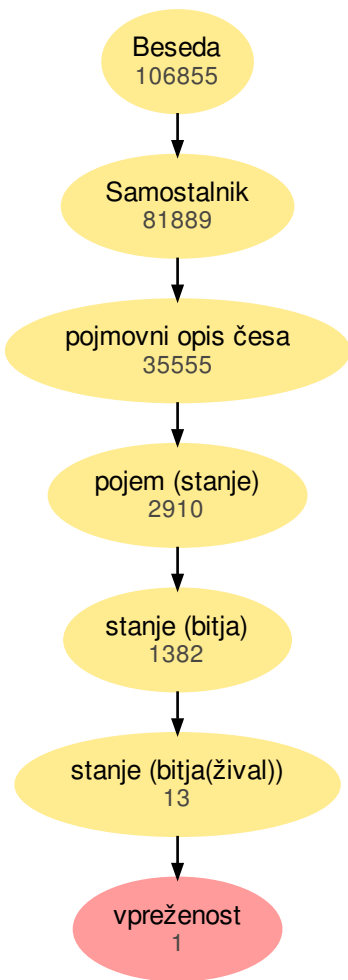 Beseda
106855
Samostalnik
81889
pojmovni opis česa
35555
pojem (stanje)
2910
stanje (bitja)
1382
stanje (bitja(žival))
13
vpreženost
1